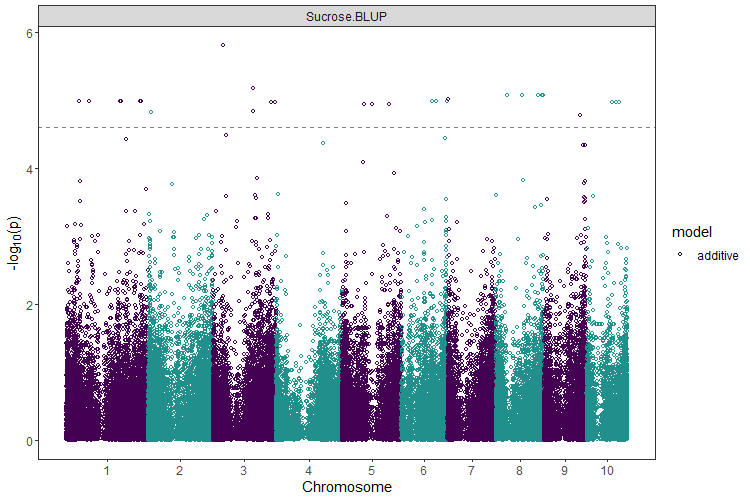 Sucrose.BLUP
6
4
2
0
-log10(p)
1 2 3 4 5 6 7 8 9 10
Chromosome
model
additive